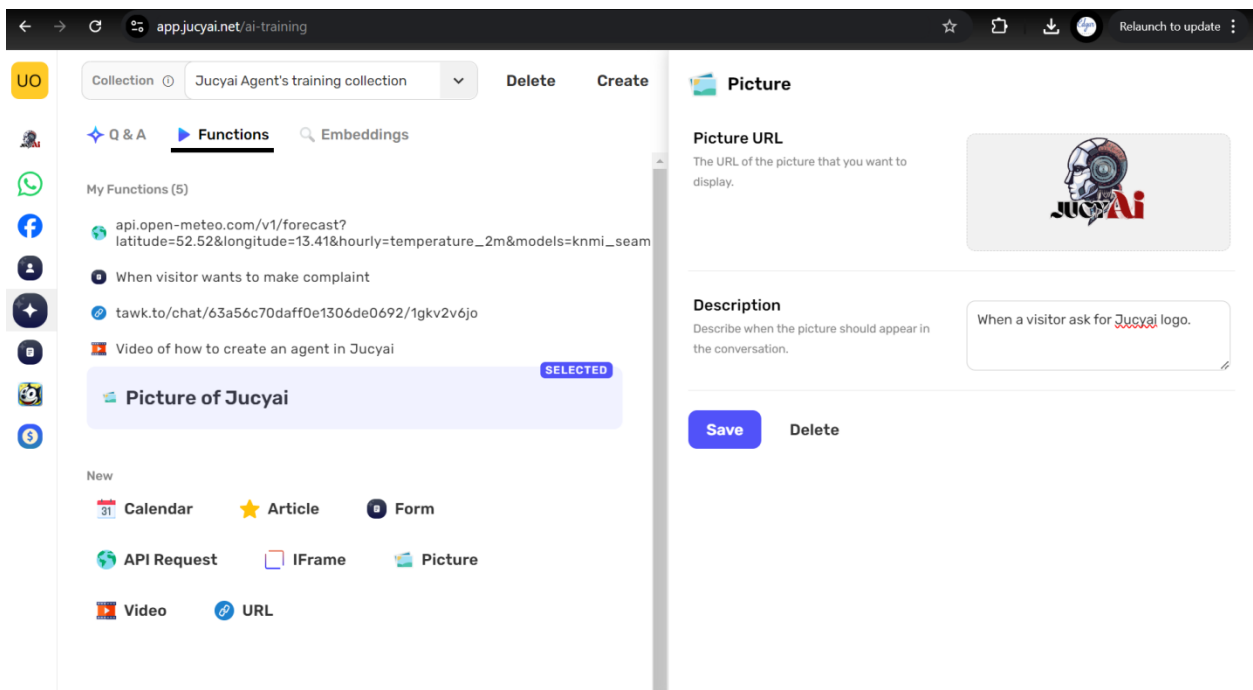 app.jucyai.net/ai-training
Relaunch to update
UO
Collection
Jucyai Agent's training collection
Delete
Create
Q & A
Functions
Embeddings
My Functions (5)
api.open-meteo.com/v1/forecast?
latitude=52.52&longitude=13.41&hourly=temperature_2m&models=knmi_seam
When visitor wants to make complaint
tawk.to/chat/63a56c70daff0e1306de0692/1gkv2v6jo
Video of how to create an agent in Jucyai
SELECTED
Picture of Jucyai
New
31 Calendar
Article
Form
API Request
IFrame
Picture
Video
URL
Picture
Picture URL
The URL of the picture that you want to
display.
JUCYAi
Description
Describe when the picture should appear in
the conversation.
When a visitor ask for Jucyai logo.
Save
Delete